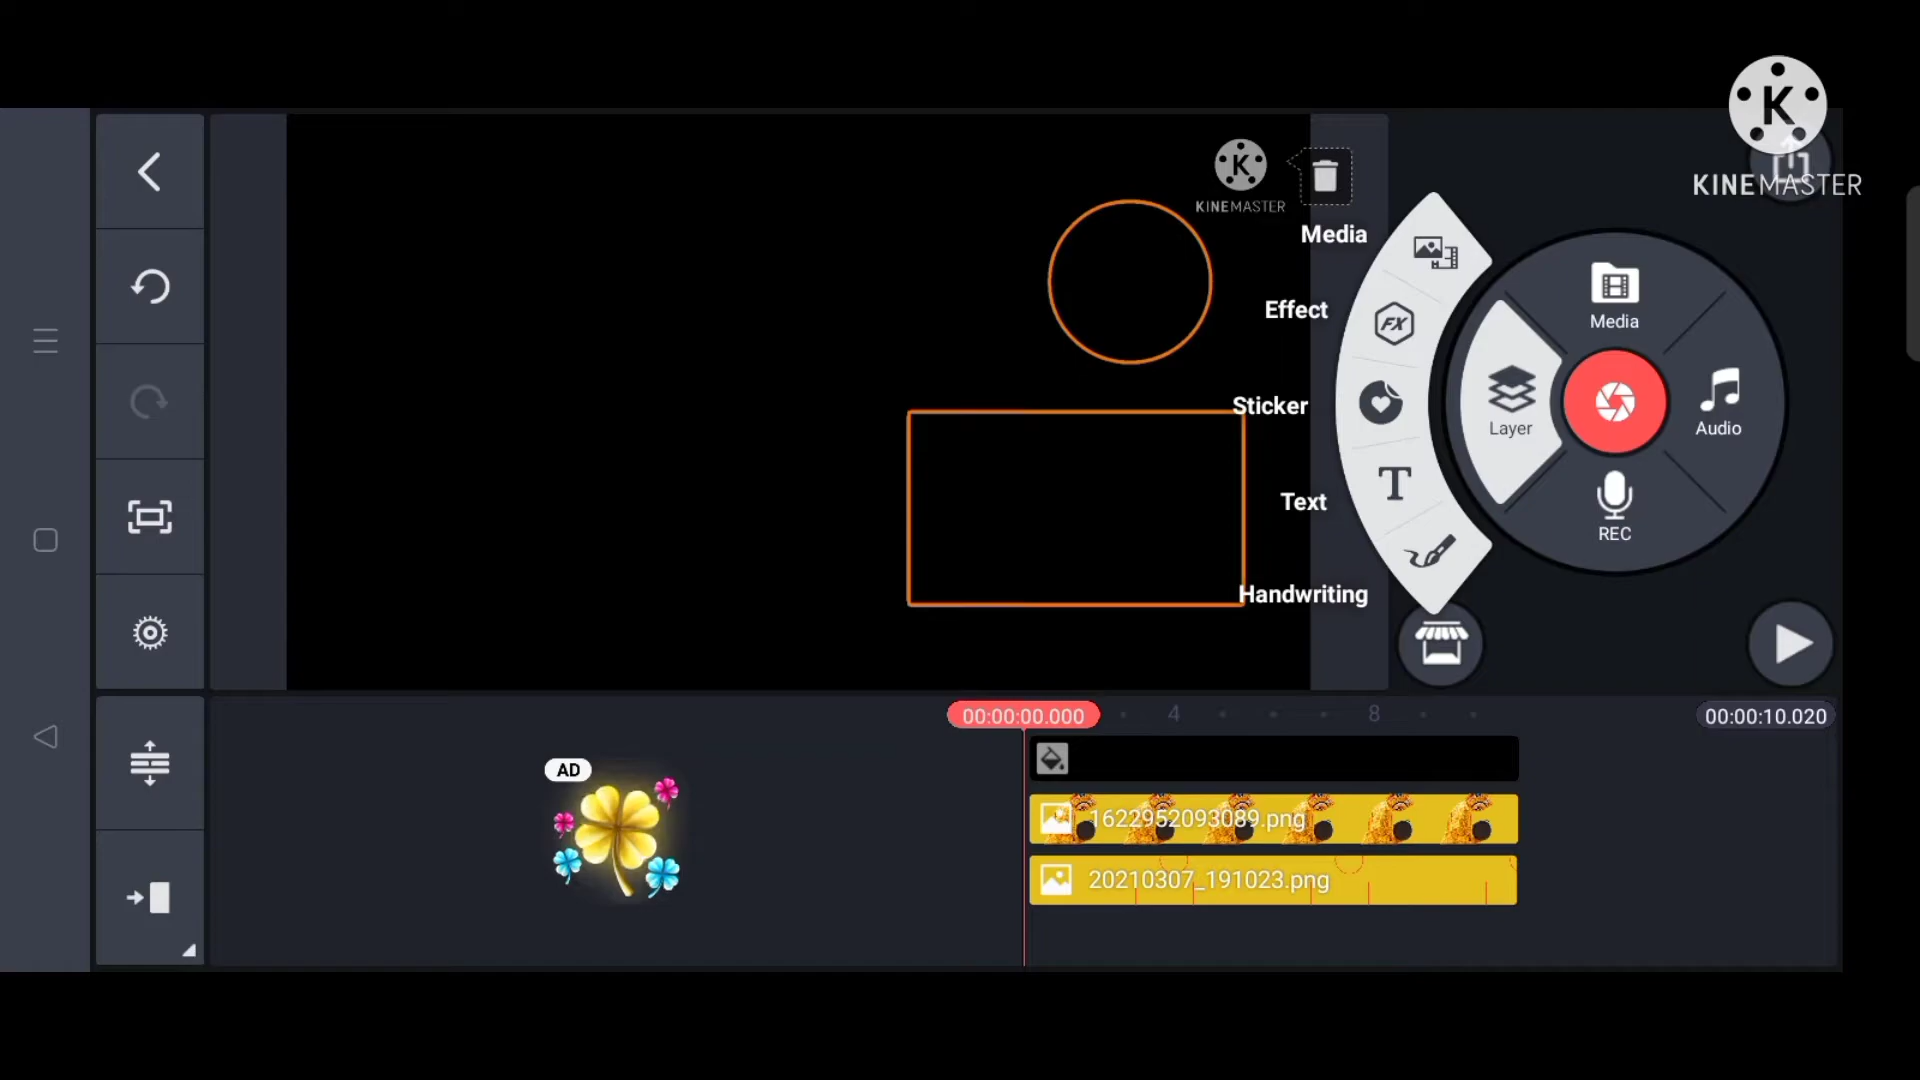 KINEMASTER
KINEMASTER
Media
Effect
Sticker
Text
Handwriting
FX
T
K
K
Media
Layer
Audio
REC
00:00:00.000
4
8
00:00:10.020
AD
1622952093089.png
20210307_191023.png